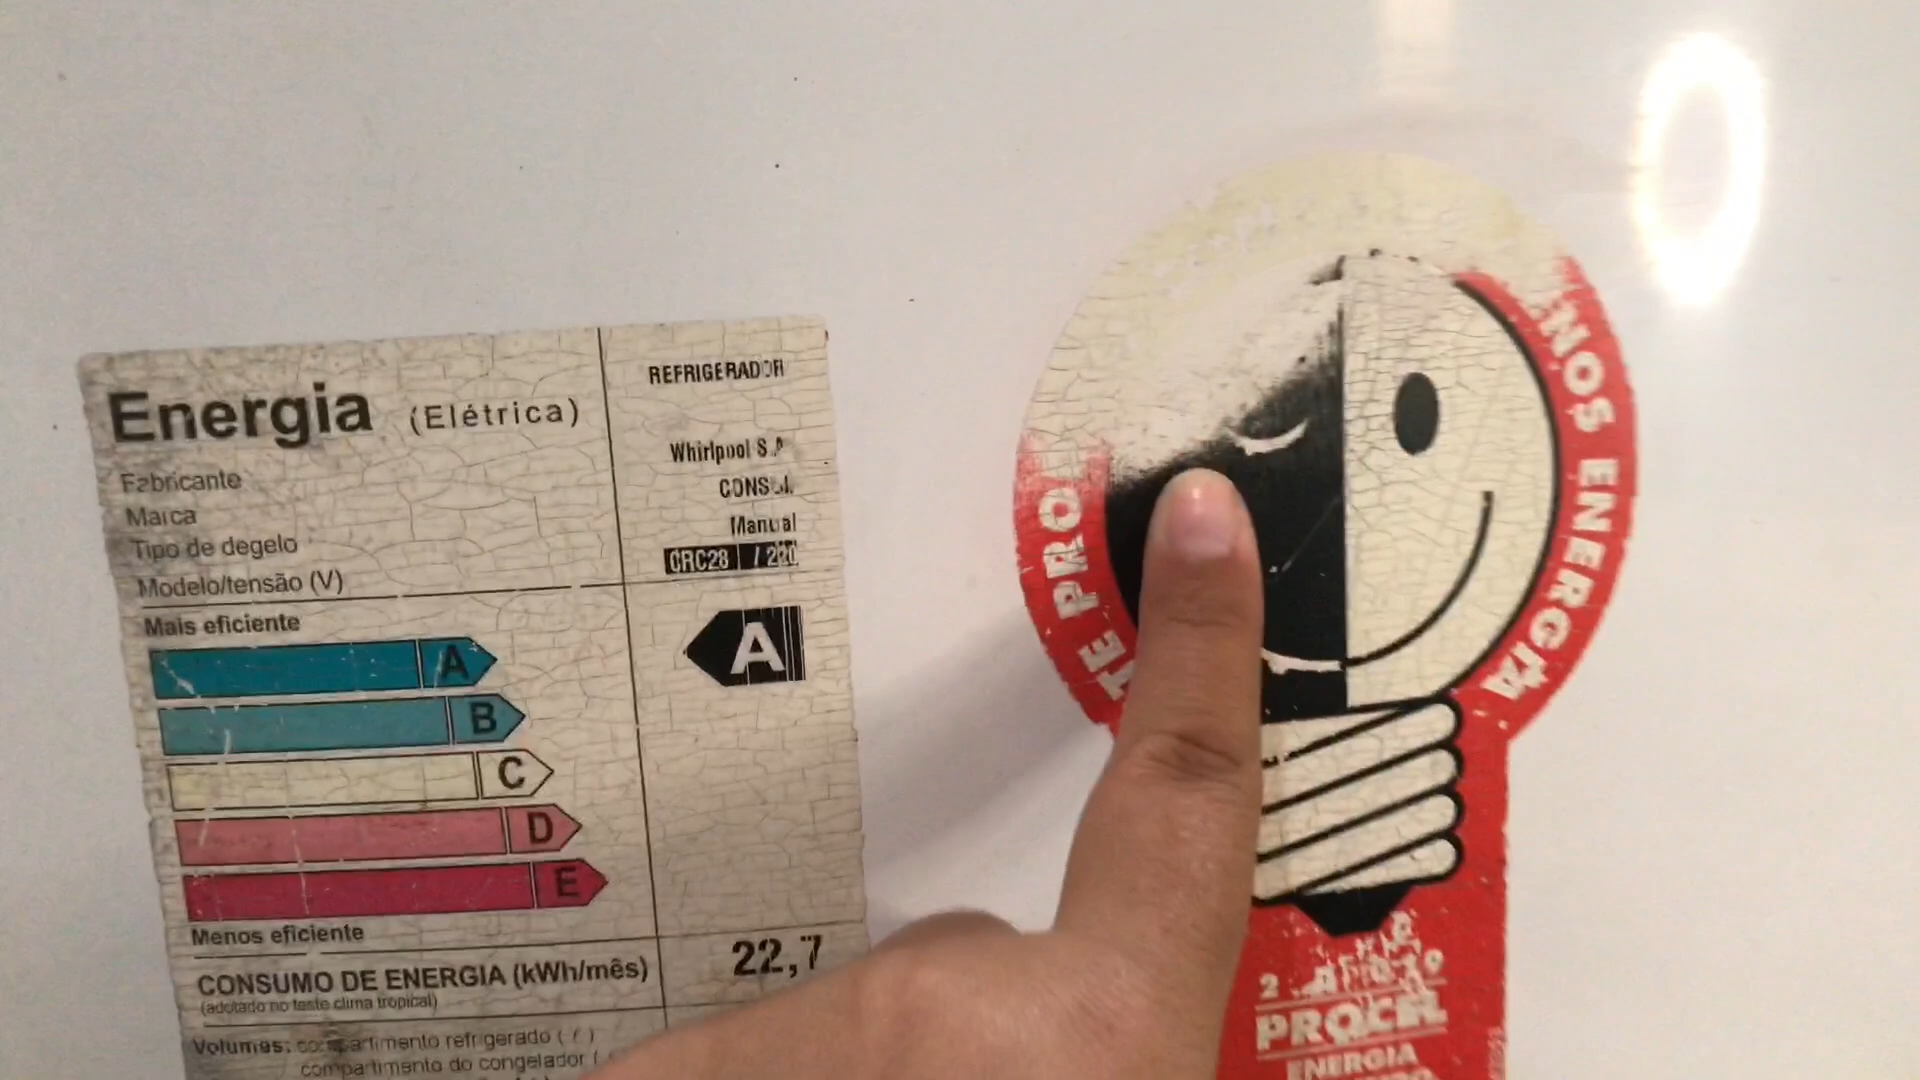 Energia (Elétrica)
REFRIGERADOR
Fabricante
Whirlpool S.A
Marca
CONSUL
Tipo de degelo
Manual
Modelo/tensão (V)
CRC28 / 220
Mais eficiente
A
A
B
C
D
E
Menos eficiente
CONSUMO DE ENERGIA (kWh/mês)
22,7
(adotado no teste clima tropical)
Volumes: compartimento refrigerado (
compartimento do congelador (
TE PRO
NOS ENERGIA
PROCEL
ENERGIA